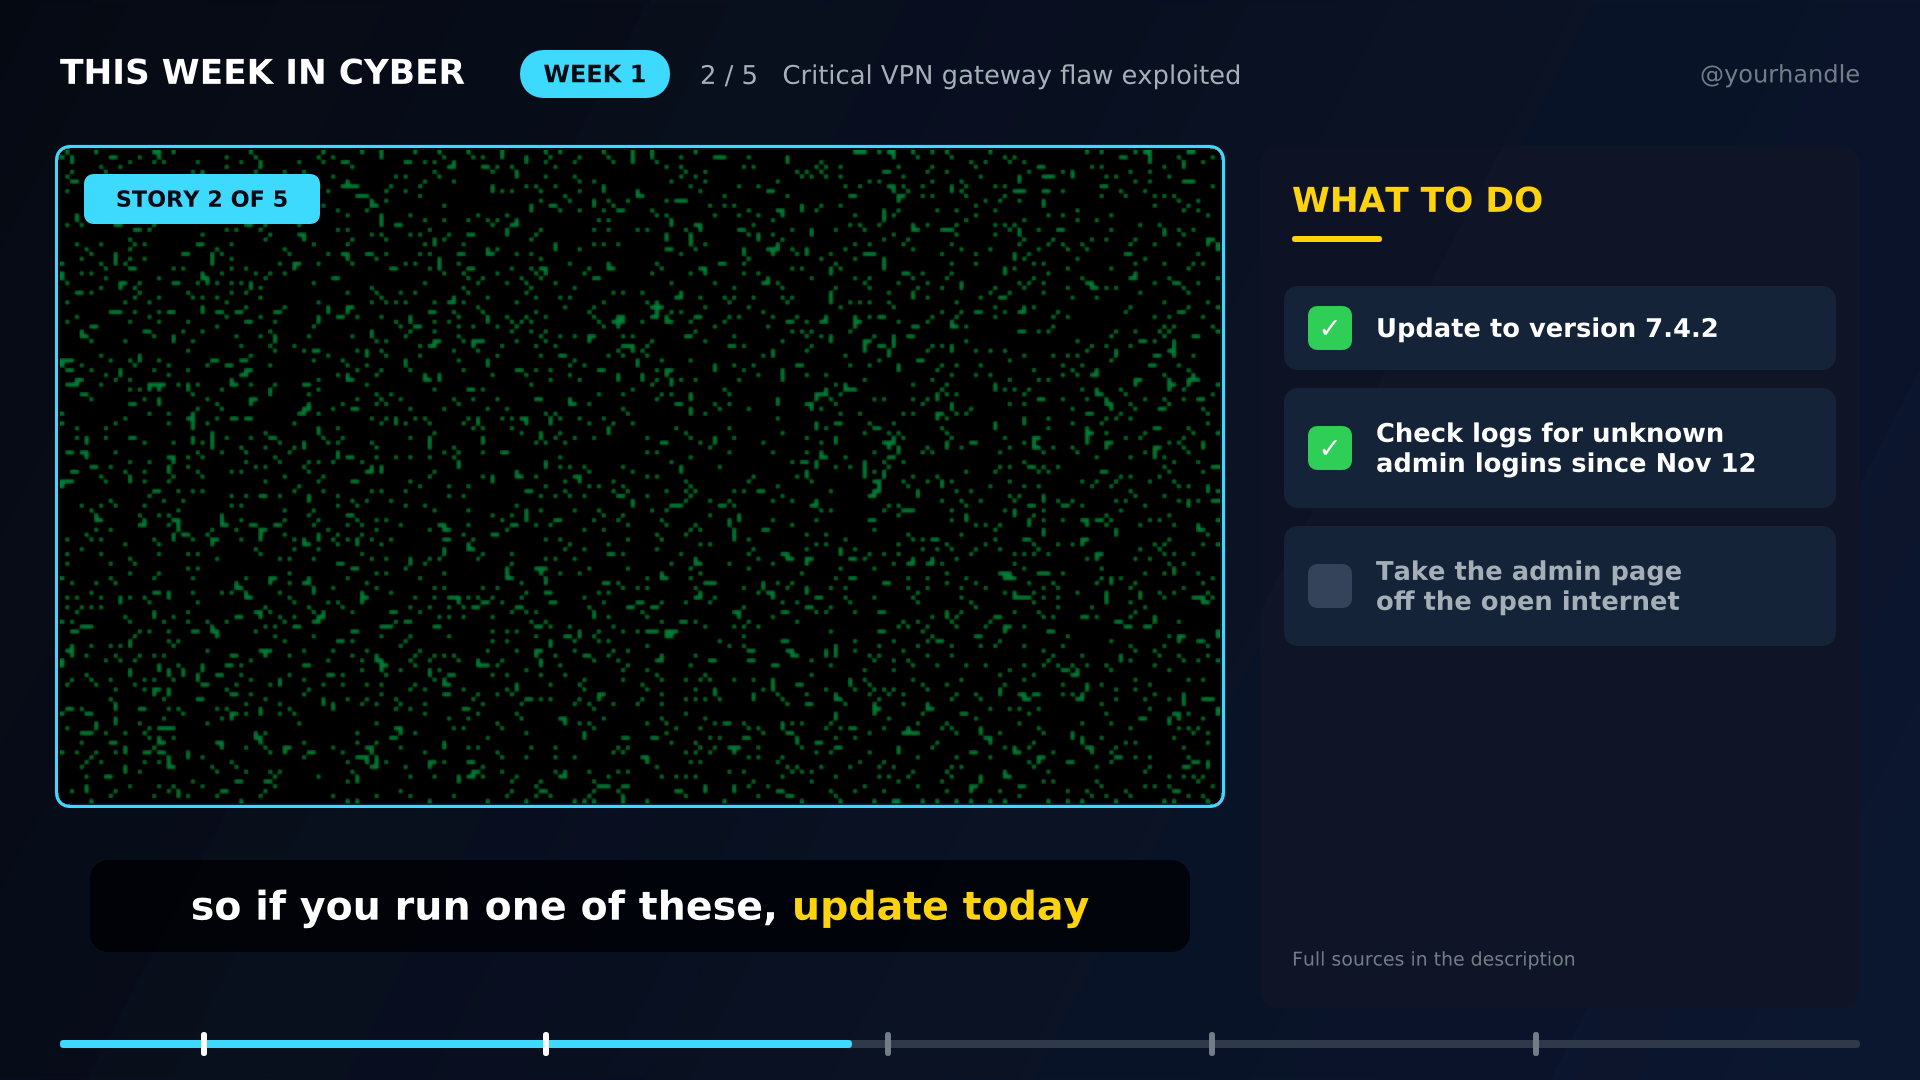 THIS WEEK IN CYBER
WEEK 1
2 / 5 Critical VPN gateway flaw exploited
@yourhandle
STORY 2 OF 5
WHAT TO DO
✓ Update to version 7.4.2
✓ Check logs for unknown
admin logins since Nov 12
Take the admin page
off the open internet
so if you run one of these, update today
Full sources in the description